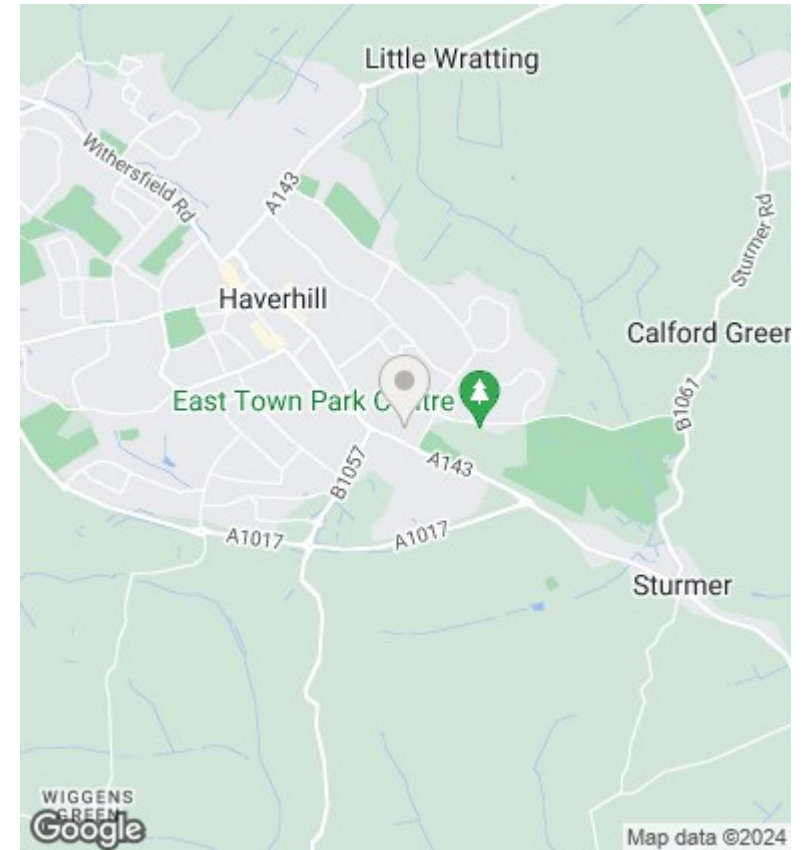 Little Wratting
Withersfield Rd
A143
Sturmer Rd
Haverhill
Calford Green
East Town Park Centre
B1061
A143
B1057
A1017
A1017
Sturmer
WIGGENS
GREEN
Google
Map data ©2024